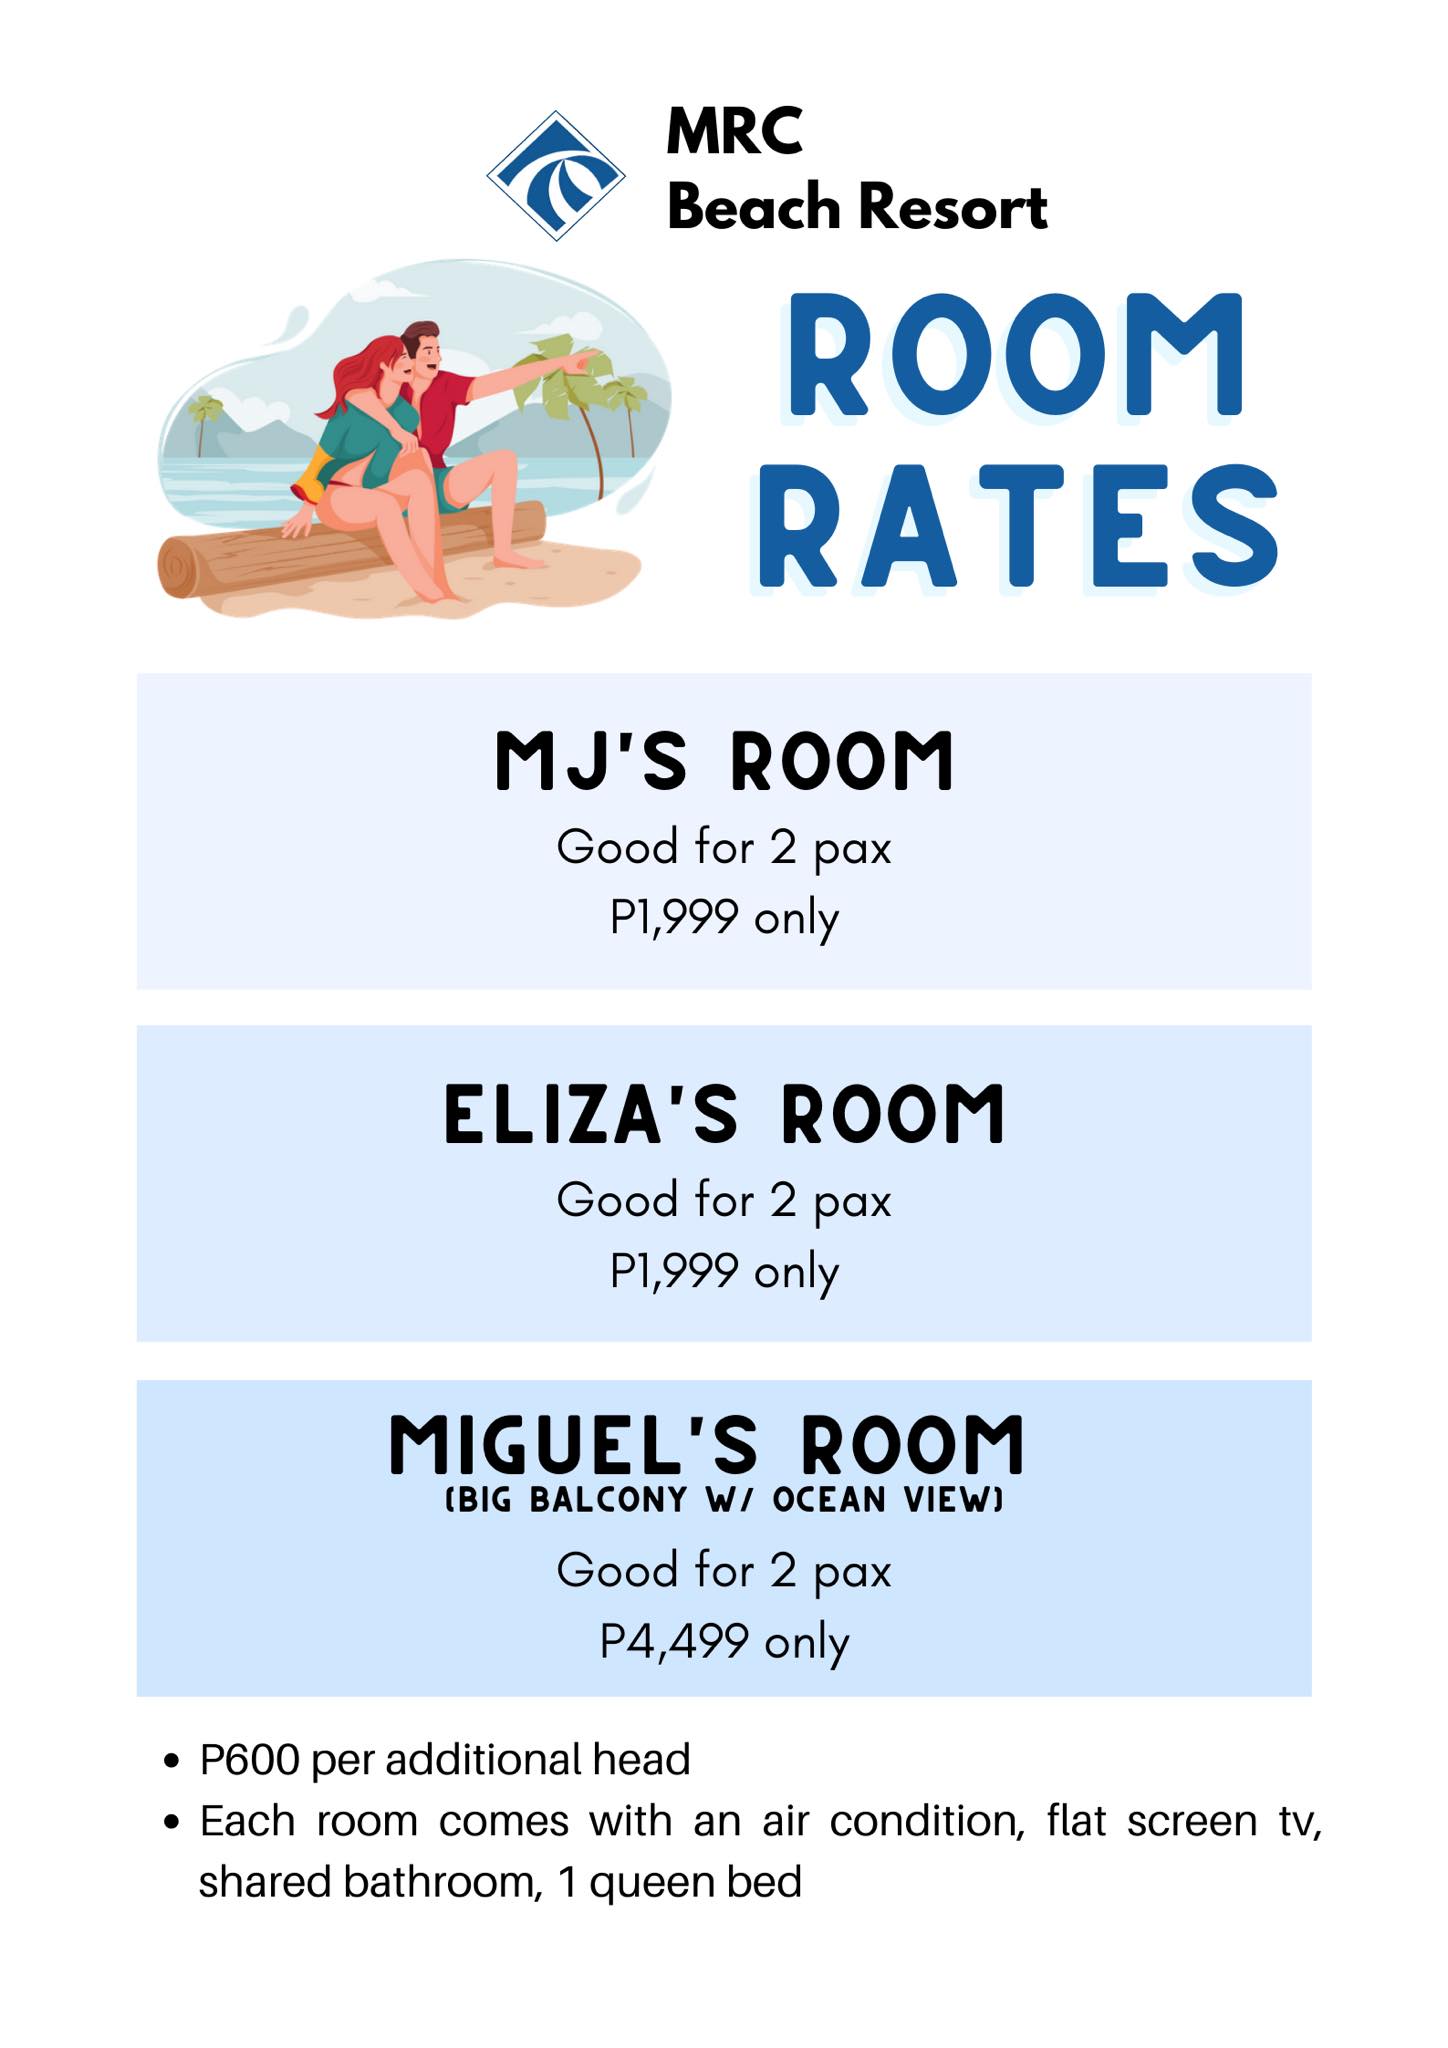 MRC
Beach Resort
ROOM
RATES
MJ'S ROOM
Good for 2 pax
P1,999 only
ELIZA'S ROOM
Good for 2 pax
P1,999 only
MIGUEL'S ROOM
(BIG BALCONY W/ OCEAN VIEW)
Good for 2 pax
P4,499 only
• P600 per additional head
• Each room comes with an air condition, flat screen tv,
shared bathroom, 1 queen bed